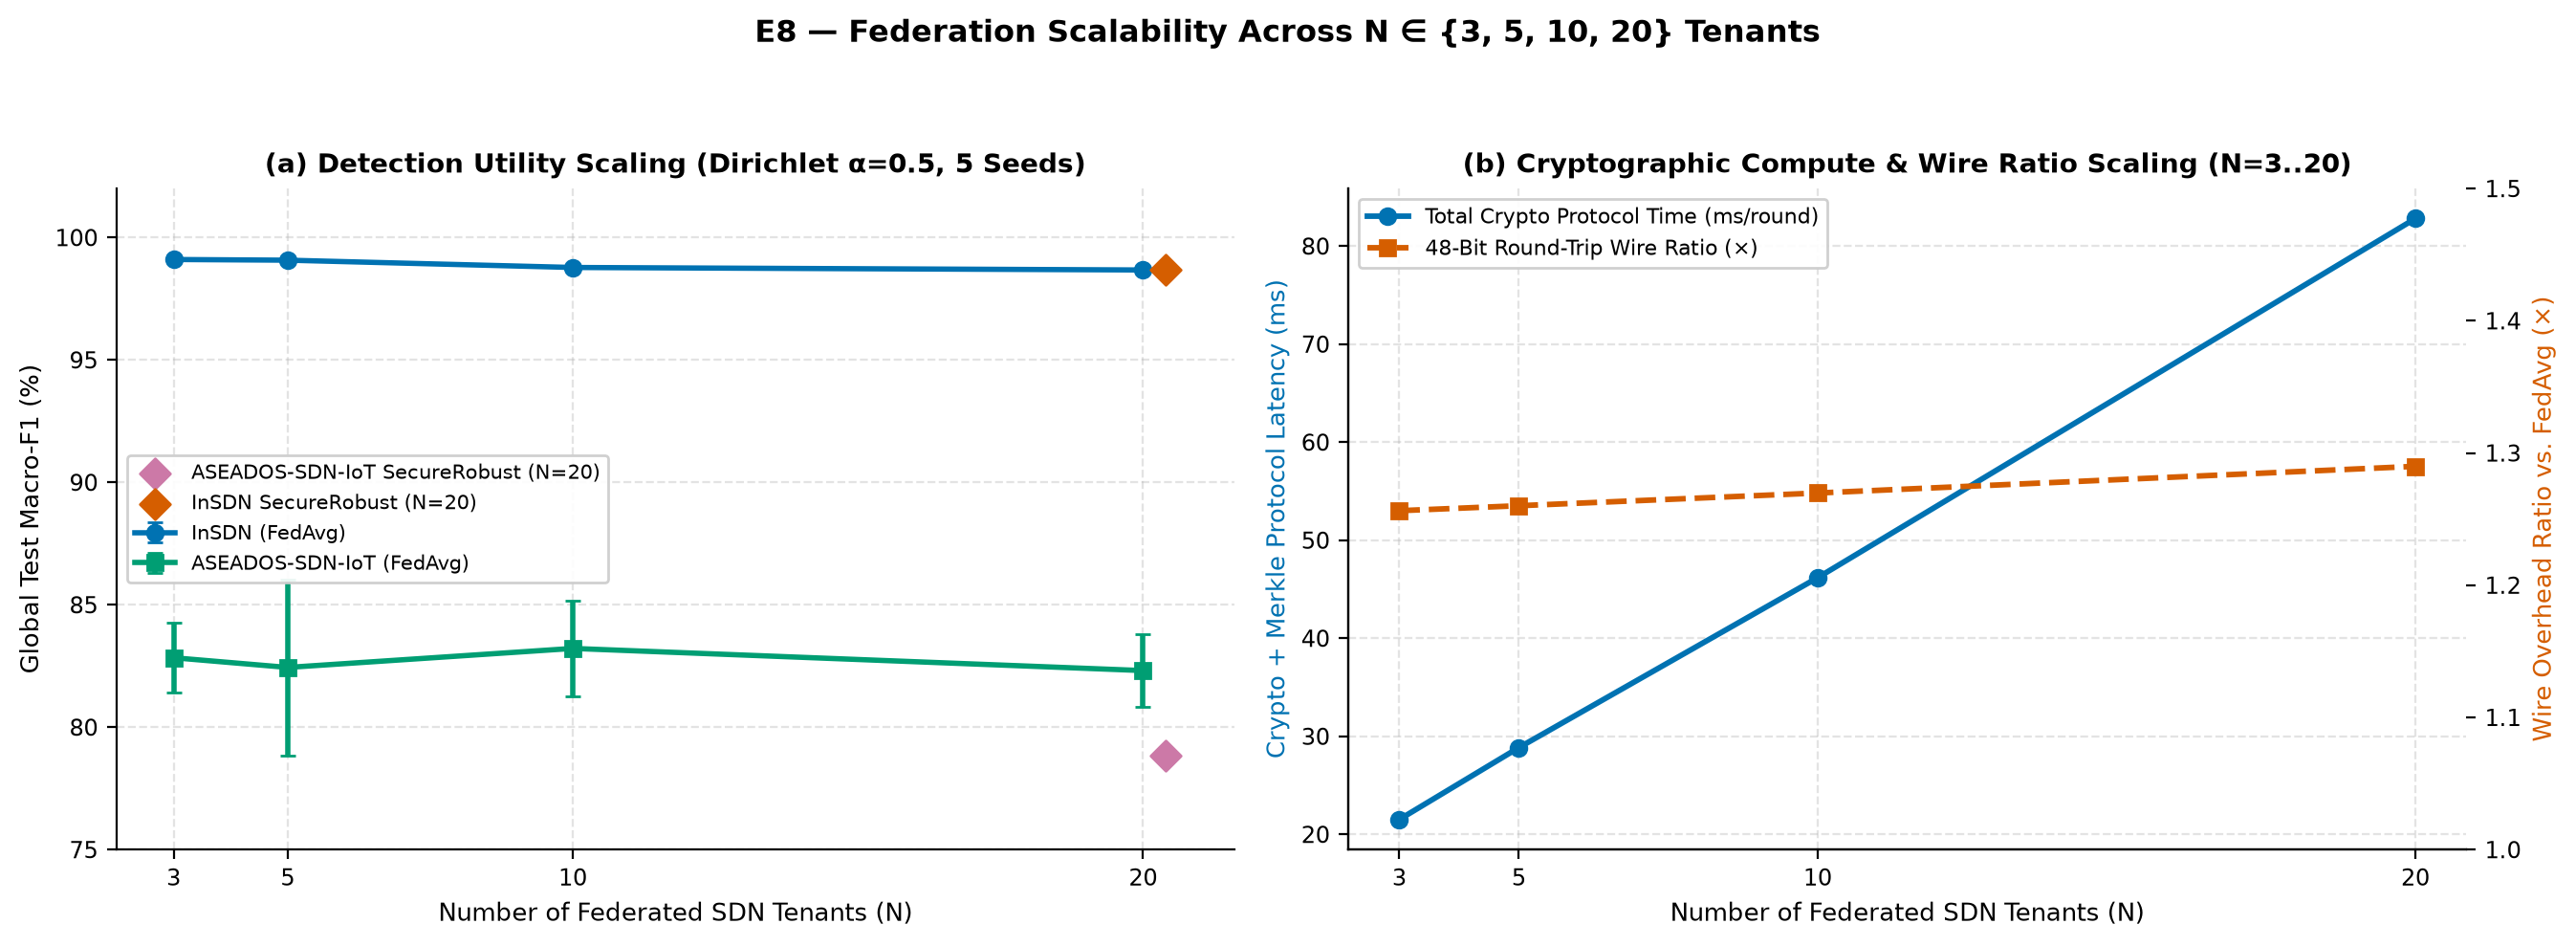 E8 — Federation Scalability Across N ∈ {3, 5, 10, 20} Tenants
(a) Detection Utility Scaling (Dirichlet α=0.5, 5 Seeds)
Global Test Macro-F1 (%)
100
95
90
85
80
75
ASEADOS-SDN-IoT SecureRobust (N=20)
InSDN SecureRobust (N=20)
InSDN (FedAvg)
ASEADOS-SDN-IoT (FedAvg)
3
5
10
20
Number of Federated SDN Tenants (N)
(b) Cryptographic Compute & Wire Ratio Scaling (N=3..20)
Crypto + Merkle Protocol Latency (ms)
80
70
60
50
40
30
20
Total Crypto Protocol Time (ms/round)
48-Bit Round-Trip Wire Ratio (×)
3
5
10
20
Number of Federated SDN Tenants (N)
1.5
1.4
1.3
1.2
1.1
1.0
Wire Overhead Ratio vs. FedAvg (×)